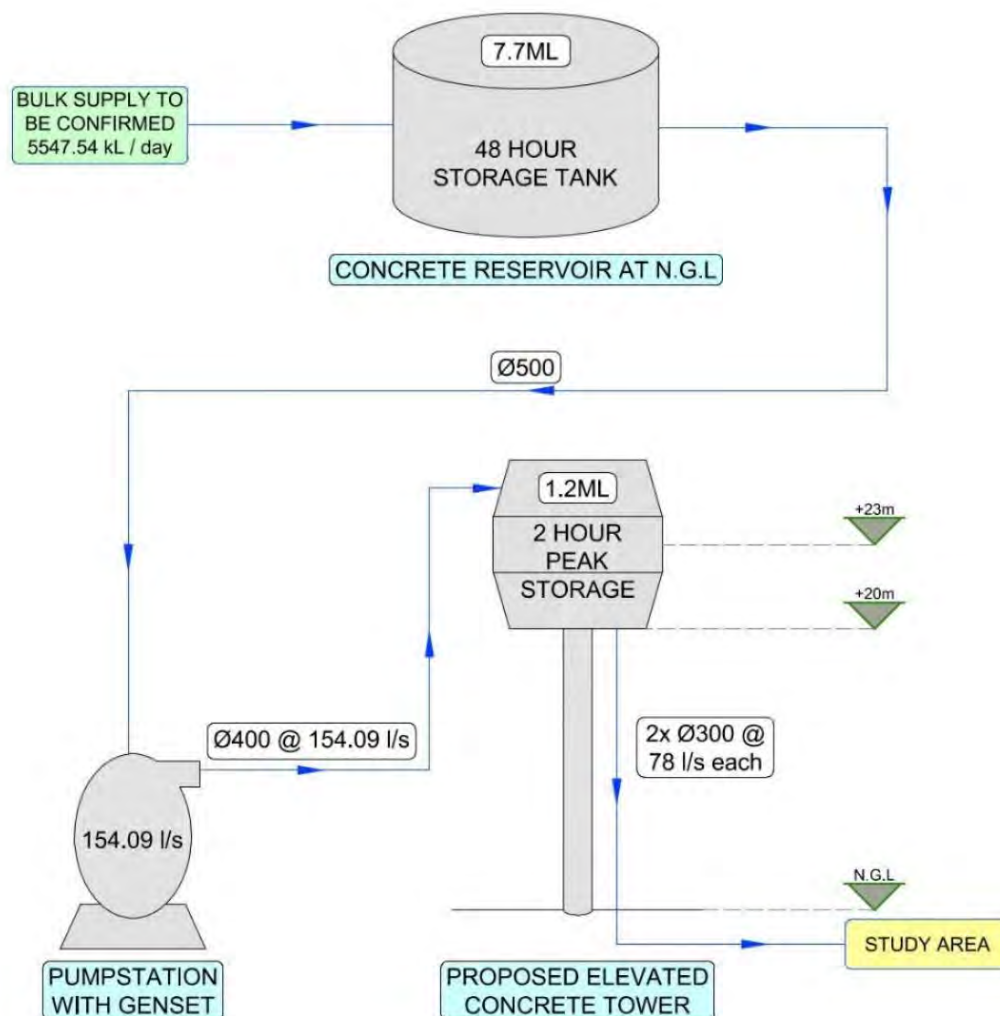 7.7ML
BULK SUPPLY TO
BE CONFIRMED
5547.54 kL / day
48 HOUR
STORAGE TANK
CONCRETE RESERVOIR AT N.G.L
Ø500
1.2ML
2 HOUR
PEAK
STORAGE
+23m
+20m
Ø400 @ 154.09 l/s
2x Ø300 @
78 l/s each
154.09 l/s
N.G.L
STUDY AREA
PUMPSTATION
WITH GENSET
PROPOSED ELEVATED
CONCRETE TOWER